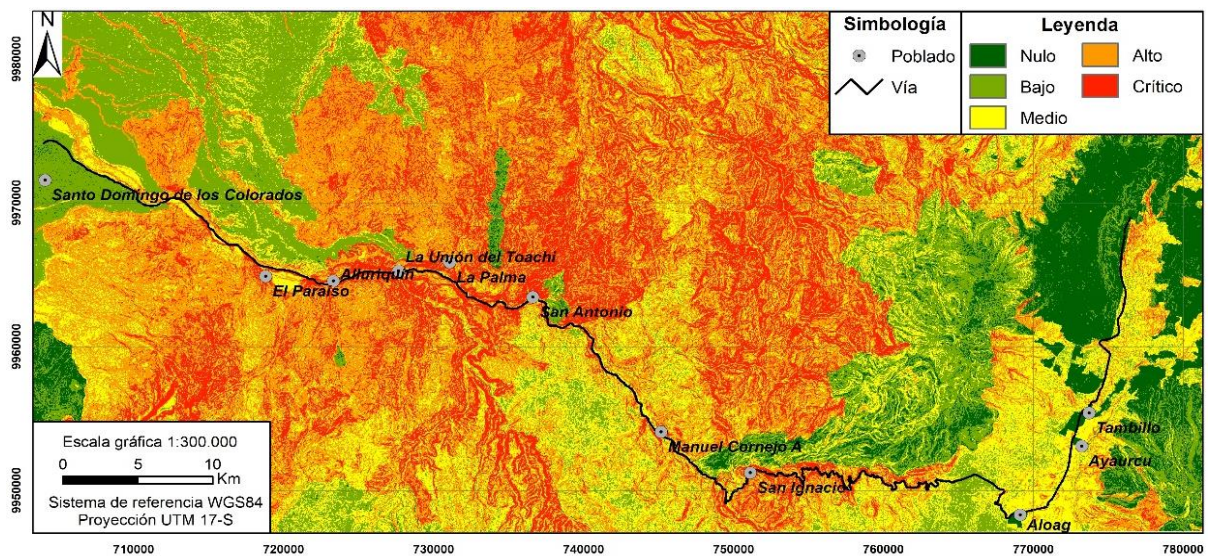 N
Simbología
Poblado
Vía
Leyenda
Nulo
Bajo
Medio
Alto
Crítico
9980000
9970000
9960000
9950000
Santo Domingo de los Colorados
El Paraíso
Alluriquín
La Unión del Toachi
La Palma
San Antonio
Manuel Cornejo A
San Ignacio
Tambillo
Ayaurcu
Aloag
Escala gráfica 1:300.000
0 5 10
Km
Sistema de referencia WGS84
Proyección UTM 17-S
710000 720000 730000 740000 750000 760000 770000 780000